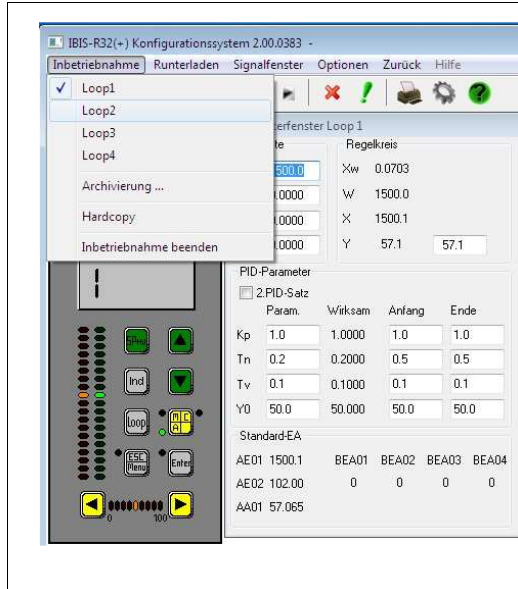 IBIS-R32(+) Konfigurationssystem 2.00.0383 -
Inbetriebnahme Runterladen Signalfenster Optionen Zurück Hilfe
Loop1
Loop2
Loop3
Loop4
Archivierung ...
Hardcopy
Inbetriebnahme beenden
erfenster Loop 1
te Regelkreis
1500.0 Xw 0.0703
0.0000 W 1500.0
0.0000 X 1500.1
0.0000 Y 57.1 57.1
PID-Parameter
2.PID-Satz
Param. Wirksam Anfang Ende
Kp 1.0 1.0000 1.0 1.0
Tn 0.2 0.2000 0.5 0.5
Tv 0.1 0.1000 0.1 0.1
Y0 50.0 50.000 50.0 50.0
Standard-EA
AE01 1500.1 BEA01 BEA02 BEA03 BEA04
AE02 102.00 0 0 0 0
AA01 57.065
Ind
Loop M C
A
ESC Enter
Menu
0 100